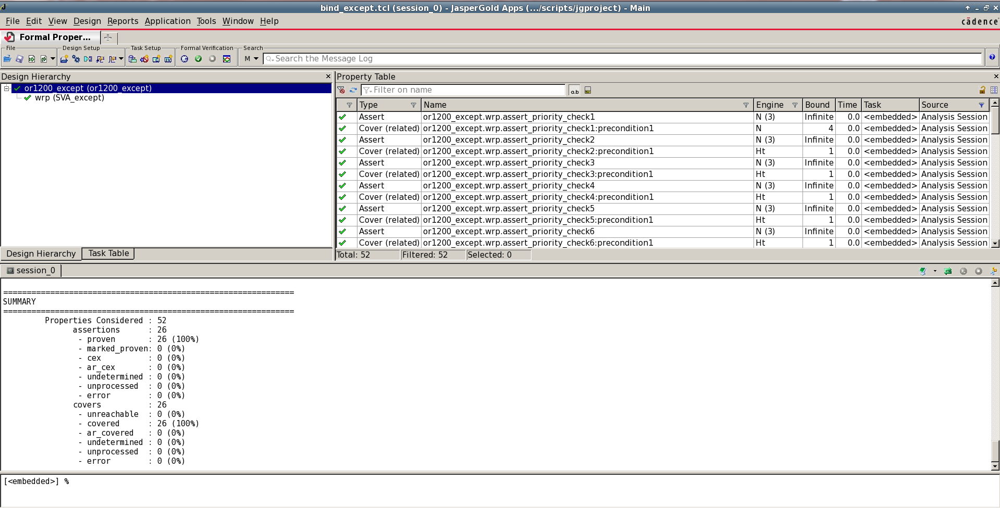 bind_except.tcl (session_0) - JasperGold Apps (.../scripts/jgproject) - Main
File Edit View Design Reports Application Tools Window Help
cādence
Formal Proper...
File Design Setup Task Setup Formal Verification Search
M Search the Message Log
Design Hierarchy
or1200_except (or1200_except)
wrp (SVA_except)
Design Hierarchy Task Table
Property Table
Filter on name
a.b
Type Name Engine Bound Time Task Source
Assert or1200_except.wrp.assert_priority_check1 N (3) Infinite 0.0 <embedded> Analysis Session
Cover (related) or1200_except.wrp.assert_priority_check1:precondition1 N 4 0.0 <embedded> Analysis Session
Assert or1200_except.wrp.assert_priority_check2 N (3) Infinite 0.0 <embedded> Analysis Session
Cover (related) or1200_except.wrp.assert_priority_check2:precondition1 Ht 1 0.0 <embedded> Analysis Session
Assert or1200_except.wrp.assert_priority_check3 N (3) Infinite 0.0 <embedded> Analysis Session
Cover (related) or1200_except.wrp.assert_priority_check3:precondition1 Ht 1 0.0 <embedded> Analysis Session
Assert or1200_except.wrp.assert_priority_check4 N (3) Infinite 0.0 <embedded> Analysis Session
Cover (related) or1200_except.wrp.assert_priority_check4:precondition1 Ht 1 0.0 <embedded> Analysis Session
Assert or1200_except.wrp.assert_priority_check5 N (3) Infinite 0.0 <embedded> Analysis Session
Cover (related) or1200_except.wrp.assert_priority_check5:precondition1 Ht 1 0.0 <embedded> Analysis Session
Assert or1200_except.wrp.assert_priority_check6 N (3) Infinite 0.0 <embedded> Analysis Session
Cover (related) or1200_except.wrp.assert_priority_check6:precondition1 Ht 1 0.0 <embedded> Analysis Session
Total: 52 Filtered: 52 Selected: 0
session_0
==============================================================
SUMMARY
==============================================================
Properties Considered : 52
assertions : 26
- proven : 26 (100%)
- marked_proven: 0 (0%)
- cex : 0 (0%)
- ar_cex : 0 (0%)
- undetermined : 0 (0%)
- unprocessed : 0 (0%)
- error : 0 (0%)
covers : 26
- unreachable : 0 (0%)
- covered : 26 (100%)
- ar_covered : 0 (0%)
- undetermined : 0 (0%)
- unprocessed : 0 (0%)
- error : 0 (0%)
[<embedded>] %